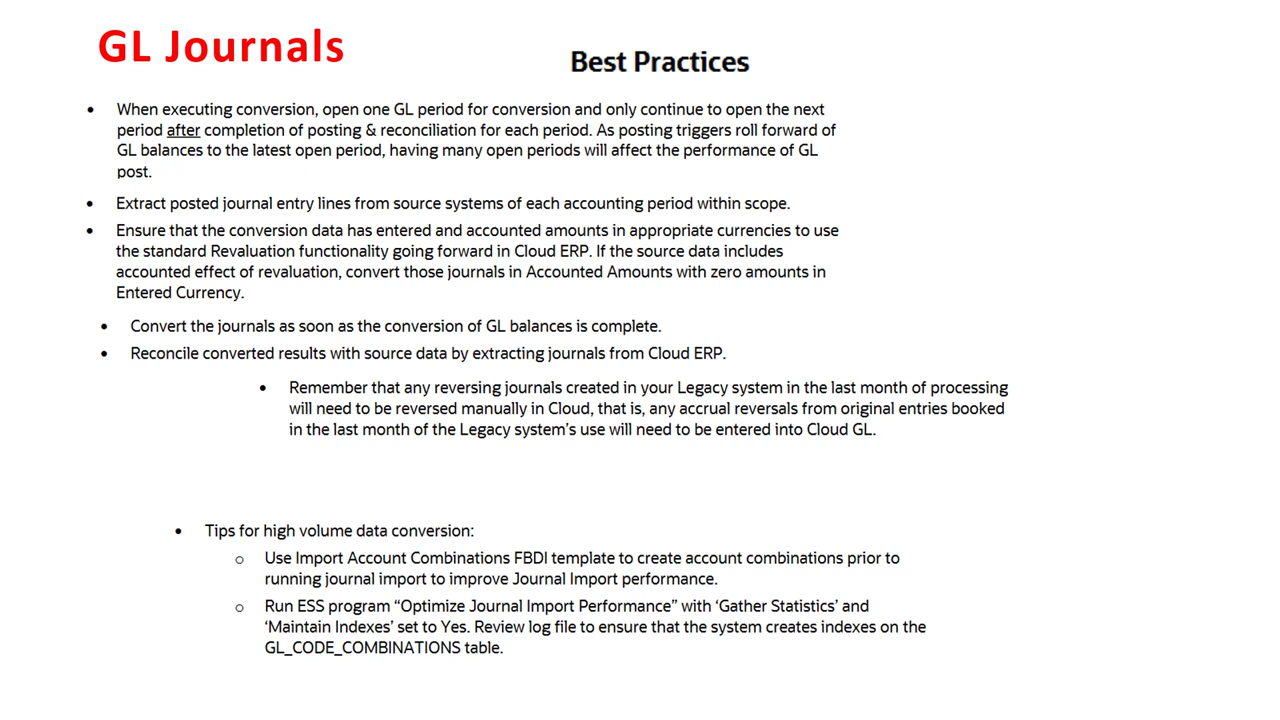 GL Journals
Best Practices
• When executing conversion, open one GL period for conversion and only continue to open the next
period after completion of posting & reconciliation for each period. As posting triggers roll forward of
GL balances to the latest open period, having many open periods will affect the performance of GL
post.
• Extract posted journal entry lines from source systems of each accounting period within scope.
• Ensure that the conversion data has entered and accounted amounts in appropriate currencies to use
the standard Revaluation functionality going forward in Cloud ERP. If the source data includes
accounted effect of revaluation, convert those journals in Accounted Amounts with zero amounts in
Entered Currency.
• Convert the journals as soon as the conversion of GL balances is complete.
• Reconcile converted results with source data by extracting journals from Cloud ERP.
• Remember that any reversing journals created in your Legacy system in the last month of processing
will need to be reversed manually in Cloud, that is, any accrual reversals from original entries booked
in the last month of the Legacy system's use will need to be entered into Cloud GL.
• Tips for high volume data conversion:
o Use Import Account Combinations FBDI template to create account combinations prior to
running journal import to improve Journal Import performance.
o Run ESS program “Optimize Journal Import Performance” with ‘Gather Statistics’ and
‘Maintain Indexes’ set to Yes. Review log file to ensure that the system creates indexes on the
GL_CODE_COMBINATIONS table.